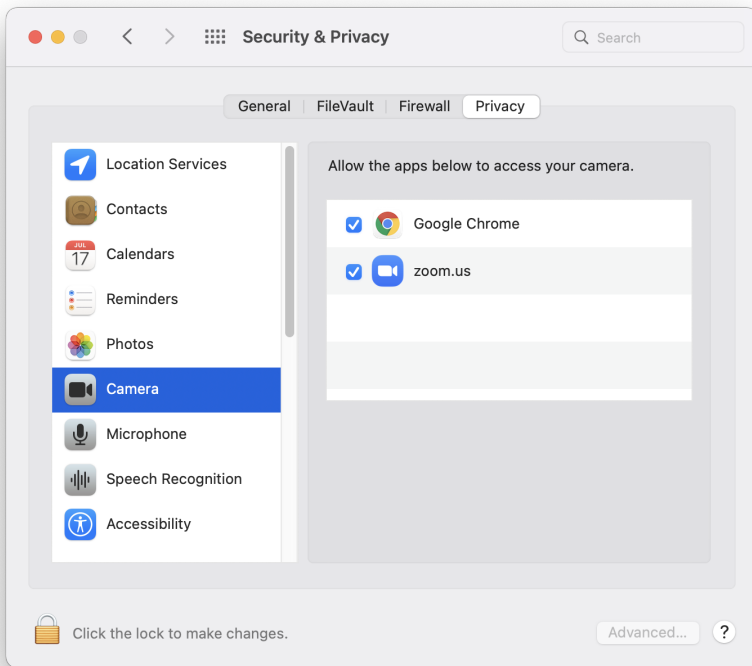 Security & Privacy
Search
General
FileVault
Firewall
Privacy
Location Services
Contacts
JUL
17
Calendars
Reminders
Photos
Camera
Microphone
Speech Recognition
Accessibility
Allow the apps below to access your camera.
Google Chrome
zoom.us
Click the lock to make changes.
Advanced...
?